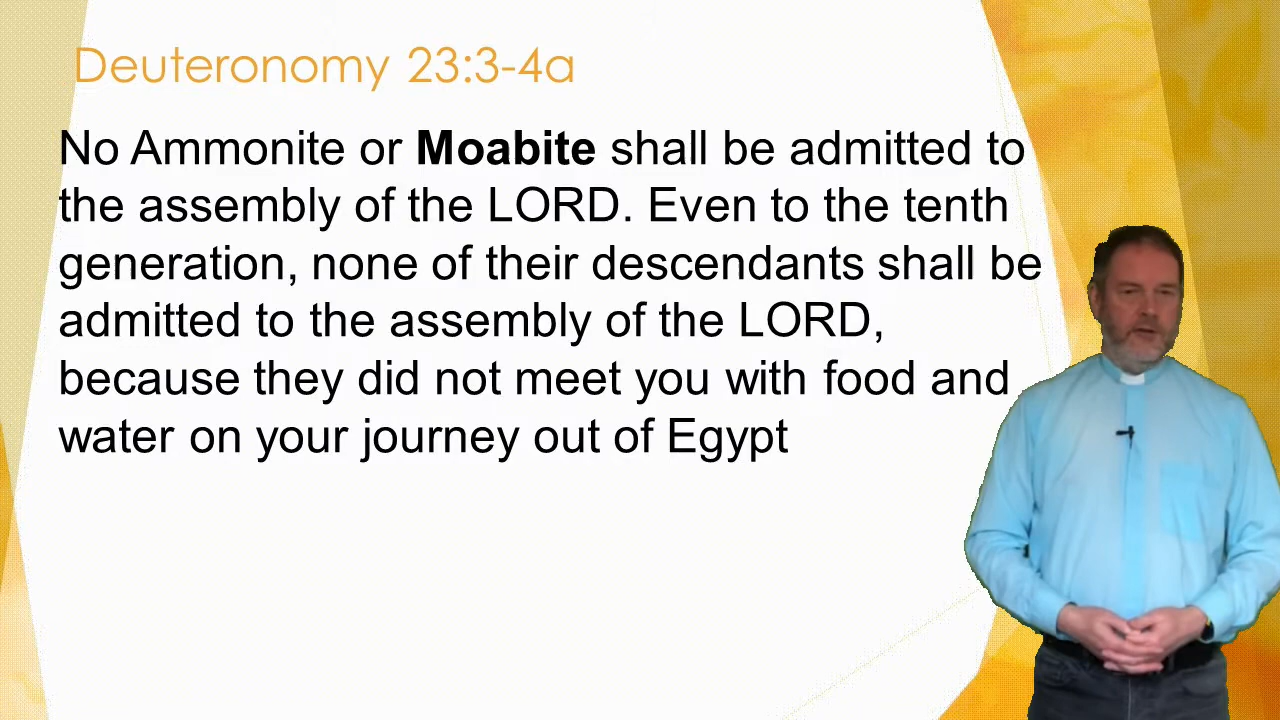 Deuteronomy 23:3-4a
No Ammonite or Moabite shall be admitted to
the assembly of the LORD. Even to the tenth
generation, none of their descendants shall be
admitted to the assembly of the LORD,
because they did not meet you with food and
water on your journey out of Egypt